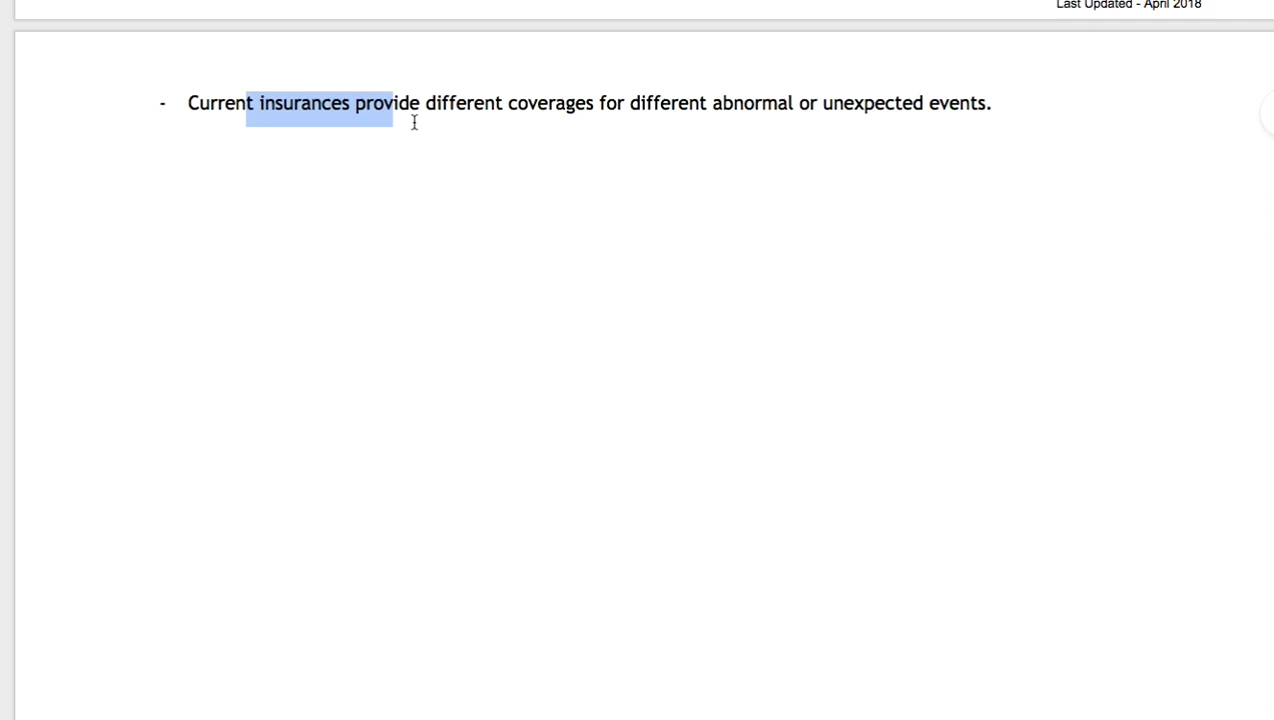 Last Updated - April 2018
- Current insurances provide different coverages for different abnormal or unexpected events.